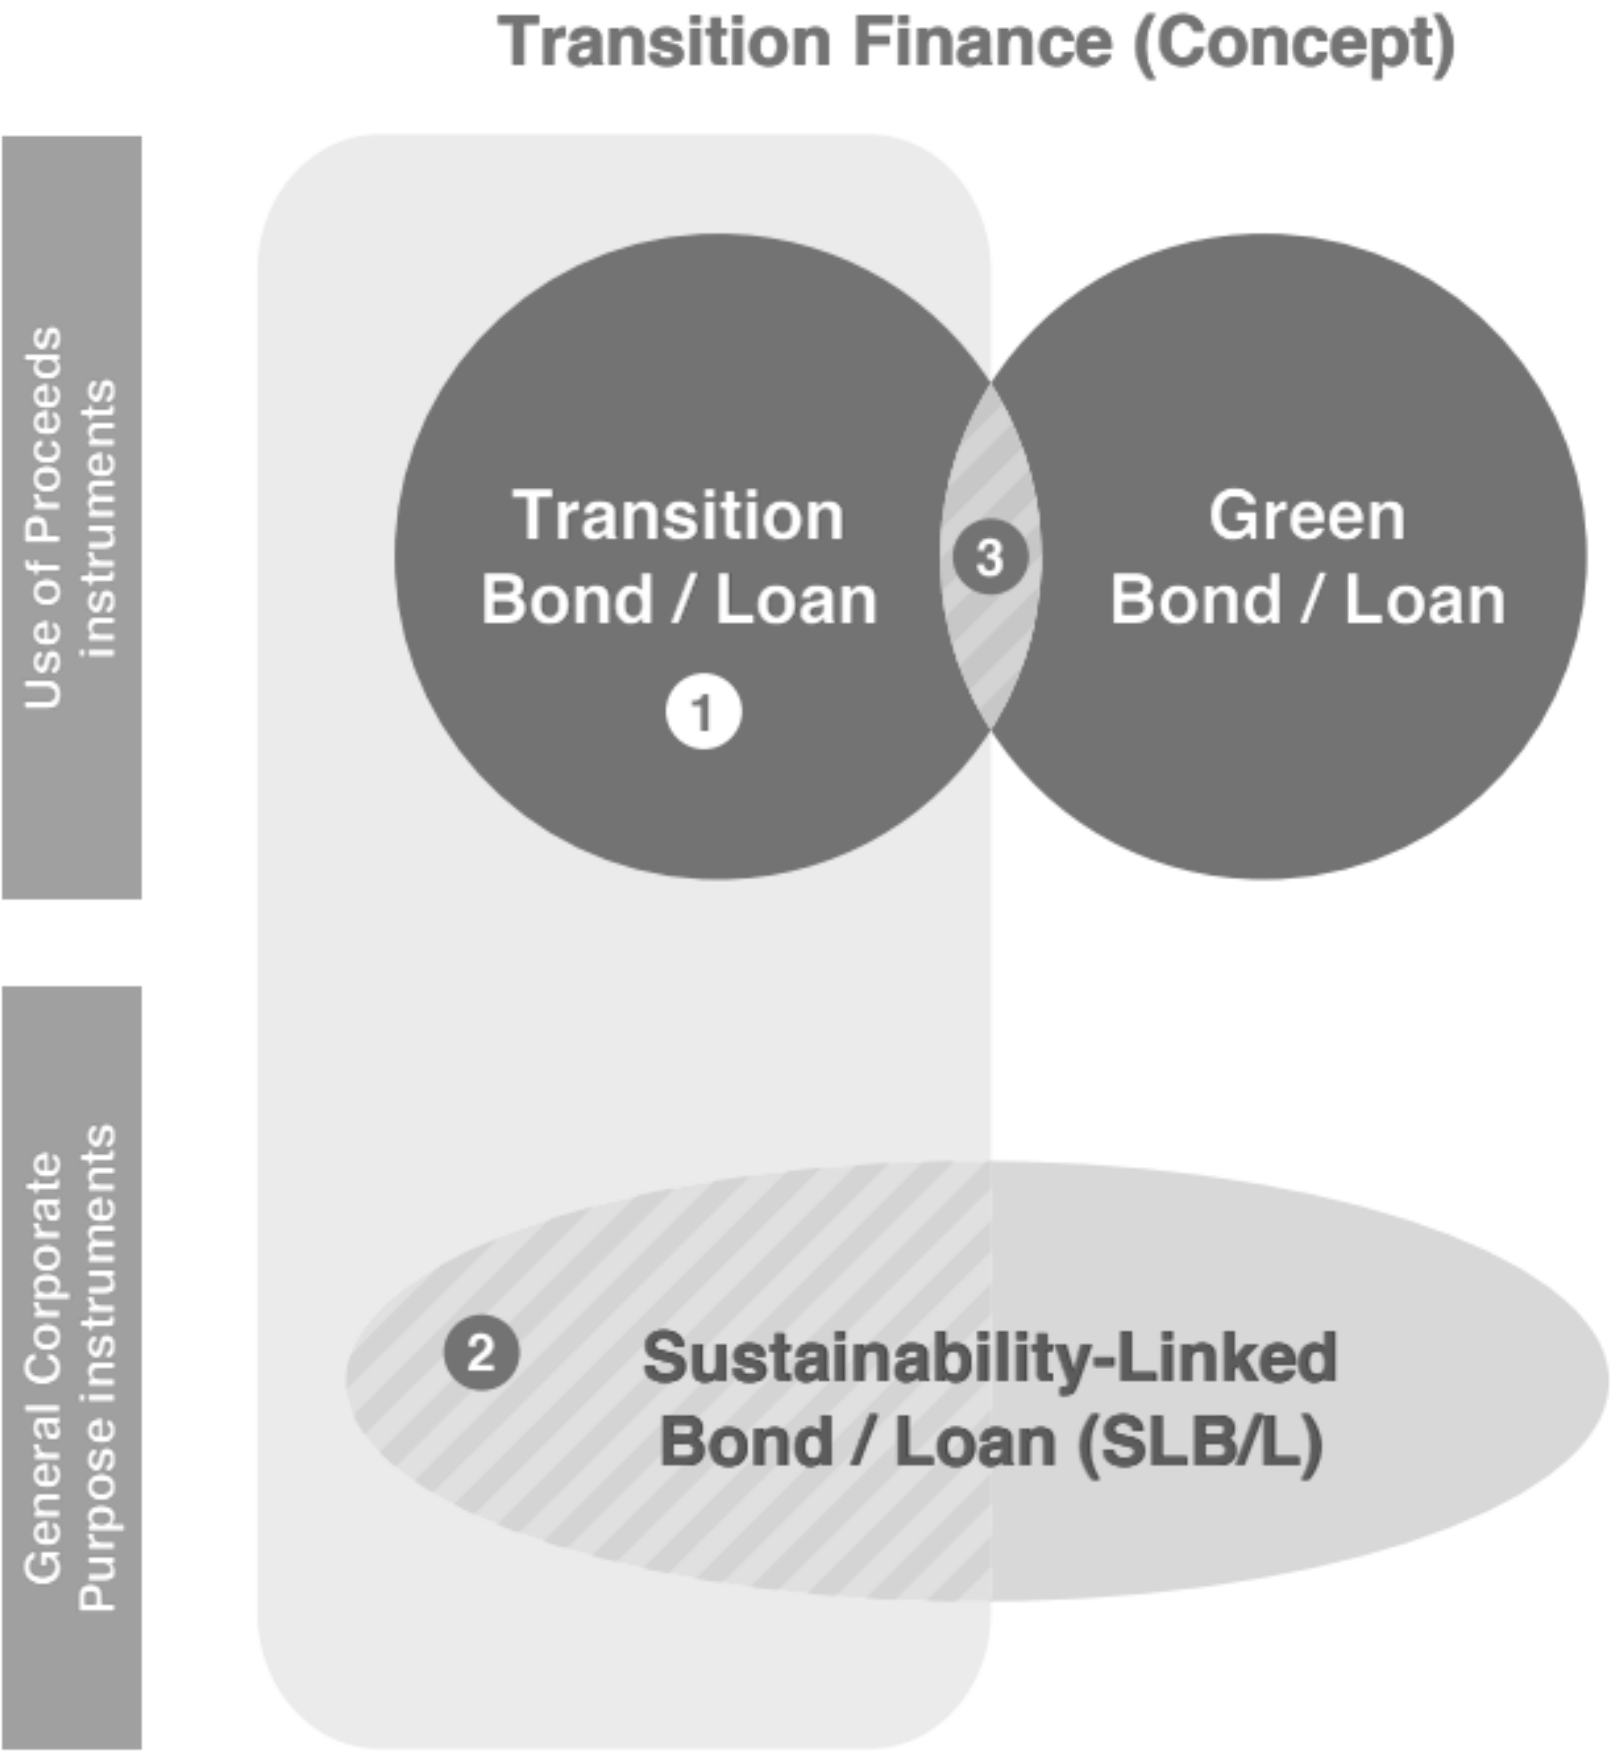 Transition Finance (Concept)
Use of Proceeds
instruments
Transition
Bond / Loan
1
3
Green
Bond / Loan
General Corporate
Purpose instruments
2
Sustainability-Linked
Bond / Loan (SLB/L)